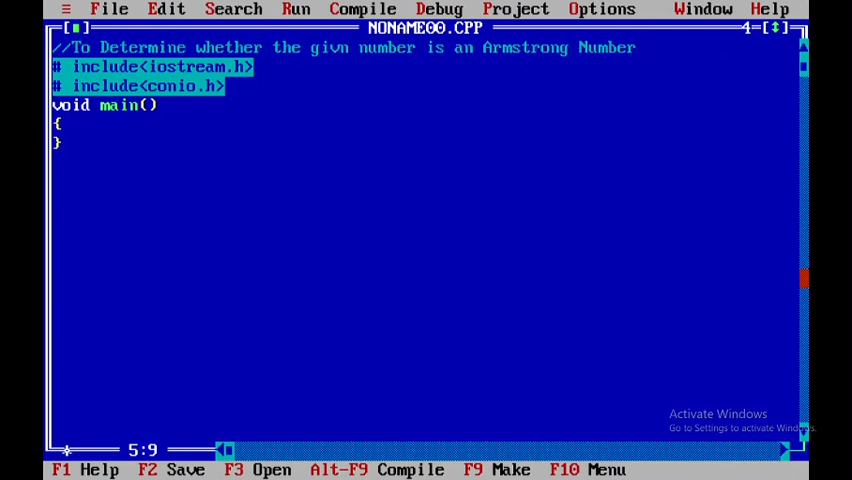 ≡ File Edit Search Run Compile Debug Project Options Window Help
[■] NONAME00.CPP 4=[↕]
//To Determine whether the givn number is an Armstrong Number
# include<iostream.h>
# include<conio.h>
void main()
{
}
Activate Windows
Go to Settings to activate Windows.
* 5:9
F1 Help F2 Save F3 Open Alt-F9 Compile F9 Make F10 Menu